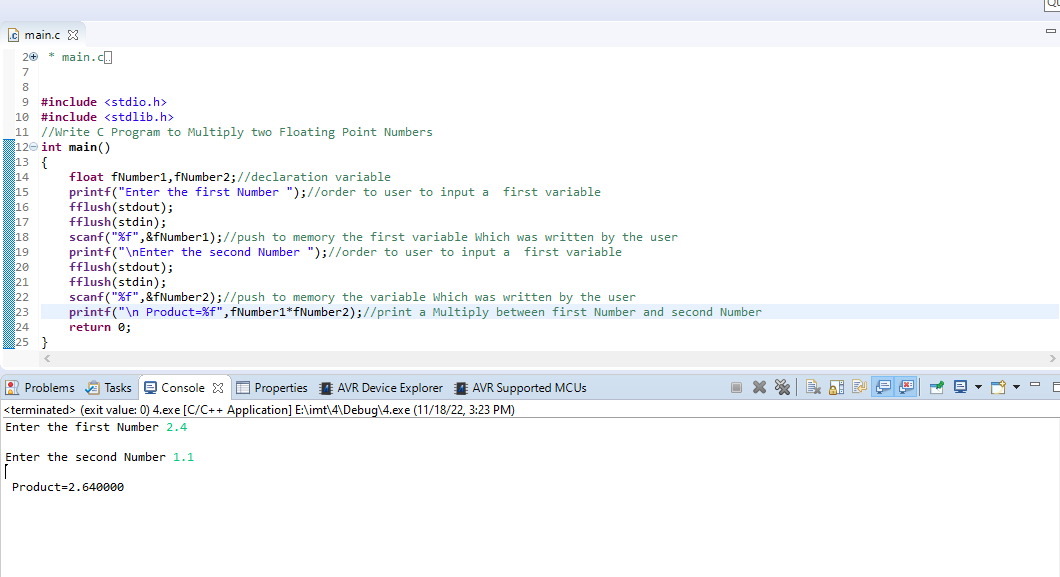 main.c
2 * main.c
7
8
9 #include <stdio.h>
10 #include <stdlib.h>
11 //Write C Program to Multiply two Floating Point Numbers
12 int main()
13 {
14 float fNumber1,fNumber2;//declaration variable
15 printf("Enter the first Number ");//order to user to input a  first variable
16 fflush(stdout);
17 fflush(stdin);
18 scanf("%f",&fNumber1);//push to memory the first variable Which was written by the user
19 printf("\nEnter the second Number ");//order to user to input a  first variable
20 fflush(stdout);
21 fflush(stdin);
22 scanf("%f",&fNumber2);//push to memory the variable Which was written by the user
23 printf("\n Product=%f",fNumber1*fNumber2);//print a Multiply between first Number and second Number
24 return 0;
25 }
Problems Tasks Console Properties AVR Device Explorer AVR Supported MCUs
<terminated> (exit value: 0) 4.exe [C/C++ Application] E:\imt\4\Debug\4.exe (11/18/22, 3:23 PM)
Enter the first Number 2.4
Enter the second Number 1.1
Product=2.640000